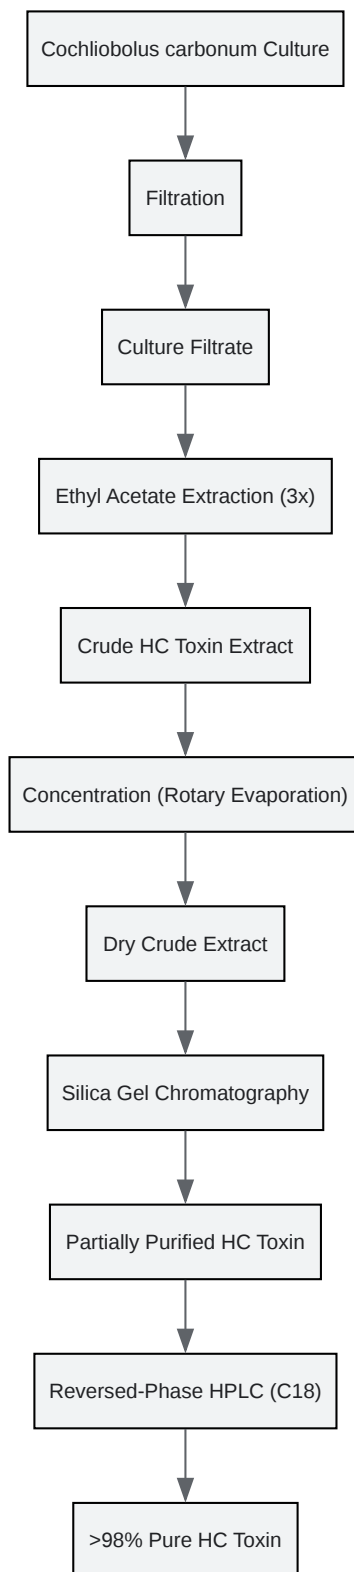 Cochliobolus carbonum Culture
Filtration
Culture Filtrate
Ethyl Acetate Extraction (3x)
Crude HC Toxin Extract
Concentration (Rotary Evaporation)
Dry Crude Extract
Silica Gel Chromatography
Partially Purified HC Toxin
Reversed-Phase HPLC (C18)
>98% Pure HC Toxin